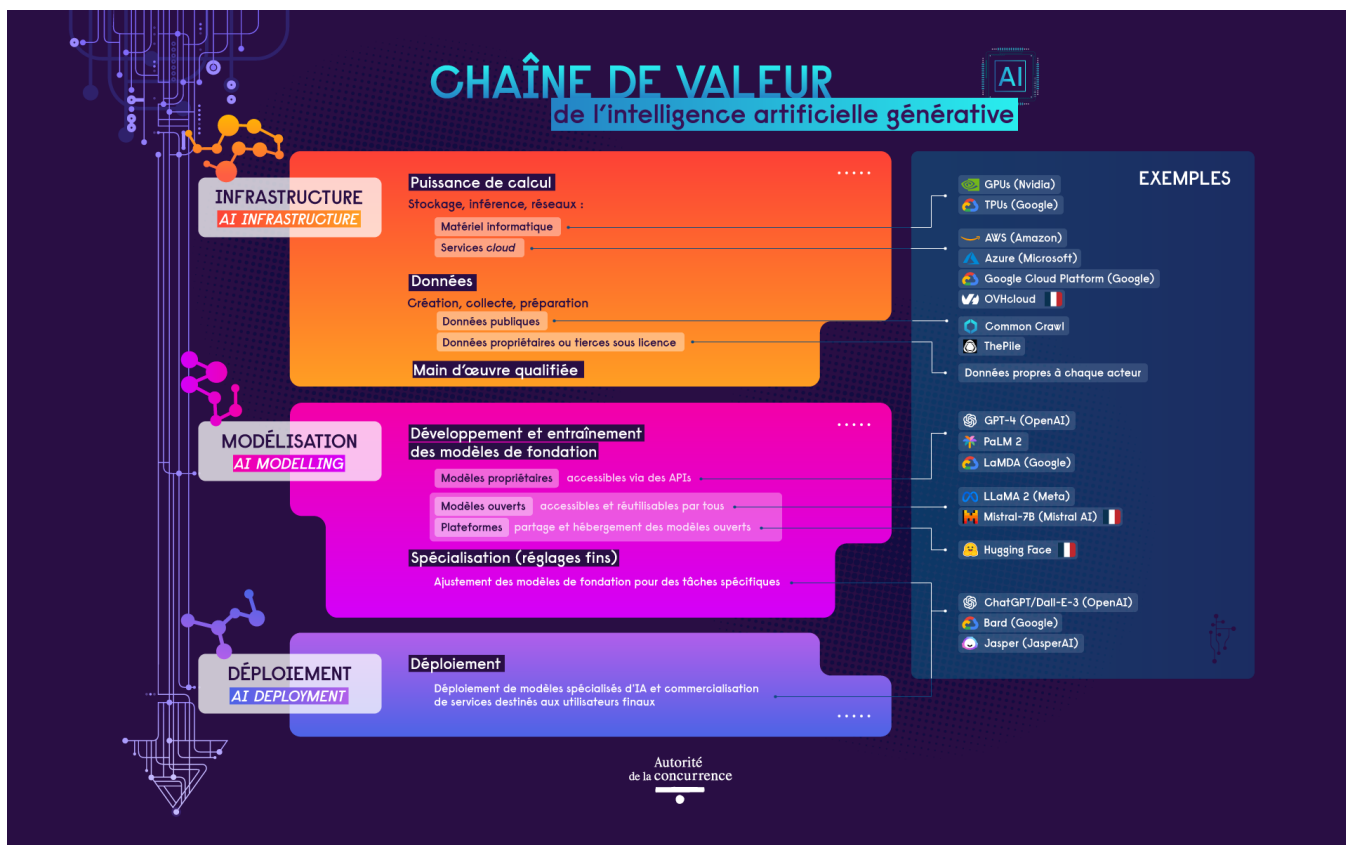 CHAÎNE DE VALEUR
de l'intelligence artificielle générative
AI
INFRASTRUCTURE
AI INFRASTRUCTURE
Puissance de calcul
Stockage, inférence, réseaux :
Matériel informatique
Services cloud
Données
Création, collecte, préparation
Données publiques
Données propriétaires ou tierces sous licence
Main d'œuvre qualifiée
EXEMPLES
GPUs (Nvidia)
TPUs (Google)
AWS (Amazon)
Azure (Microsoft)
Google Cloud Platform (Google)
OVHcloud
Common Crawl
ThePile
Données propres à chaque acteur
MODÉLISATION
AI MODELLING
Développement et entraînement
des modèles de fondation
Modèles propriétaires accessibles via des APIs
Modèles ouverts accessibles et réutilisables par tous
Plateformes partage et hébergement des modèles ouverts
Spécialisation (réglages fins)
Ajustement des modèles de fondation pour des tâches spécifiques
GPT-4 (OpenAI)
PaLM 2
LaMDA (Google)
LLaMA 2 (Meta)
Mistral-7B (Mistral AI)
Hugging Face
ChatGPT/Dall-E-3 (OpenAI)
Bard (Google)
Jasper (JasperAI)
DÉPLOIEMENT
AI DEPLOYMENT
Déploiement
Déploiement de modèles spécialisés d'IA et commercialisation
de services destinés aux utilisateurs finaux
Autorité
de la concurrence